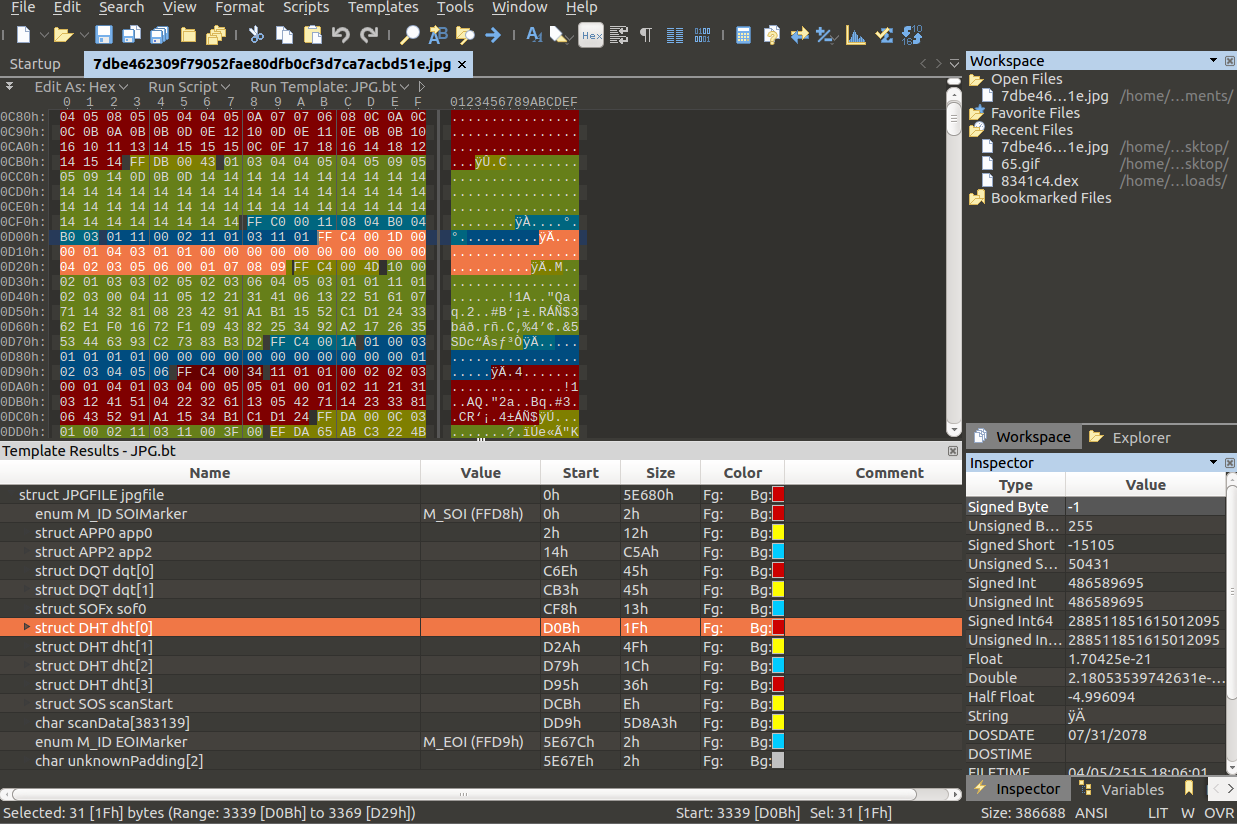 File Edit Search View Format Scripts Templates Tools Window Help
Startup 7dbe462309f79052fae80dfb0cf3d7ca7acbd51e.jpg ×
Edit As: Hex Run Script Run Template: JPG.bt
0 1 2 3 4 5 6 7 8 9 A B C D E F 0123456789ABCDEF
0C80h: 04 05 08 05 05 04 04 05 0A 07 07 06 08 0C 0A 0C ................
0C90h: 0C 0B 0A 0B 0B 0D 0E 12 10 0D 0E 11 0E 0B 0B 10 ................
0CA0h: 16 10 11 13 14 15 15 15 0C 0F 17 18 16 14 18 12 ................
0CB0h: 14 15 14 FF DB 00 43 01 03 04 04 05 04 05 09 05 ...ÿÛ.C.........
0CC0h: 05 09 14 0D 0B 0D 14 14 14 14 14 14 14 14 14 14 ................
0CD0h: 14 14 14 14 14 14 14 14 14 14 14 14 14 14 14 14 ................
0CE0h: 14 14 14 14 14 14 14 14 14 14 14 14 14 14 14 14 ................
0CF0h: 14 14 14 14 14 14 14 14 FF C0 00 11 08 04 B0 04 ........ÿÀ....°.
0D00h: B0 03 01 11 00 02 11 01 03 11 01 FF C4 00 1D 00 °..........ÿÄ...
0D10h: 00 01 04 03 01 01 00 00 00 00 00 00 00 00 00 00 ................
0D20h: 04 02 03 05 06 00 01 07 08 09 FF C4 00 4D 10 00 ..........ÿÄ.M..
0D30h: 02 01 03 03 02 05 02 03 06 04 05 03 01 01 11 01 ................
0D40h: 02 03 00 04 11 05 12 21 31 41 06 13 22 51 61 07 .......!1A.."Qa.
0D50h: 71 14 32 81 08 23 42 91 A1 B1 15 52 C1 D1 24 33 q.2..#B‘¡±.RÁÑ$3
0D60h: 62 E1 F0 16 72 F1 09 43 82 25 34 92 A2 17 26 35 báð.rñ.C‚%4’¢.&5
0D70h: 53 44 63 93 C2 73 83 B3 D2 FF C4 00 1A 01 00 03 SDc“Âsƒ³ÒÿÄ.....
0D80h: 01 01 01 01 00 00 00 00 00 00 00 00 00 00 00 01 ................
0D90h: 02 03 04 05 06 FF C4 00 34 11 01 01 00 02 02 03 .....ÿÄ.4.......
0DA0h: 00 01 04 01 03 04 00 05 05 01 00 01 02 11 21 31 ..............!1
0DB0h: 03 12 41 51 04 22 32 61 13 05 42 71 14 23 33 81 ..AQ."2a..Bq.#3.
0DC0h: 06 43 52 91 A1 15 34 B1 C1 D1 24 FF DA 00 0C 03 .CR‘¡.4±ÁÑ$ÿÚ...
0DD0h: 01 00 02 11 03 11 00 3F 00 EF DA 65 AB C3 22 4B .......?.ïÚe«Ã"K
Workspace
Open Files
7dbe46...1e.jpg /home/...ments/
Favorite Files
Recent Files
7dbe46...1e.jpg /home/...sktop/
65.gif /home/...sktop/
8341c4.dex /home/...loads/
Bookmarked Files
Workspace Explorer
Template Results - JPG.bt
Name Value Start Size Color Comment
struct JPGFILE jpgfile 0h 5E680h Fg: Bg:
enum M_ID SOIMarker M_SOI (FFD8h) 0h 2h Fg: Bg:
struct APP0 app0 2h 12h Fg: Bg:
struct APP2 app2 14h C5Ah Fg: Bg:
struct DQT dqt[0] C6Eh 45h Fg: Bg:
struct DQT dqt[1] CB3h 45h Fg: Bg:
struct SOFx sof0 CF8h 13h Fg: Bg:
struct DHT dht[0] D0Bh 1Fh Fg: Bg:
struct DHT dht[1] D2Ah 4Fh Fg: Bg:
struct DHT dht[2] D79h 1Ch Fg: Bg:
struct DHT dht[3] D95h 36h Fg: Bg:
struct SOS scanStart DCBh Eh Fg: Bg:
char scanData[383139] DD9h 5D8A3h Fg: Bg:
enum M_ID EOIMarker M_EOI (FFD9h) 5E67Ch 2h Fg: Bg:
char unknownPadding[2] 5E67Eh 2h Fg: Bg:
Inspector
Type Value
Signed Byte -1
Unsigned B... 255
Signed Short -15105
Unsigned S... 50431
Signed Int 486589695
Unsigned Int 486589695
Signed Int64 288511851615012095
Unsigned In... 288511851615012095
Float 1.70425e-21
Double 2.18053539742631e-...
Half Float -4.996094
String ÿÄ
DOSDATE 07/31/2078
DOSTIME
FILETIME 04/05/2515 18:06:01
Inspector Variables
Selected: 31 [1Fh] bytes (Range: 3339 [D0Bh] to 3369 [D29h]) Start: 3339 [D0Bh] Sel: 31 [1Fh] Size: 386688 ANSI LIT W OVR